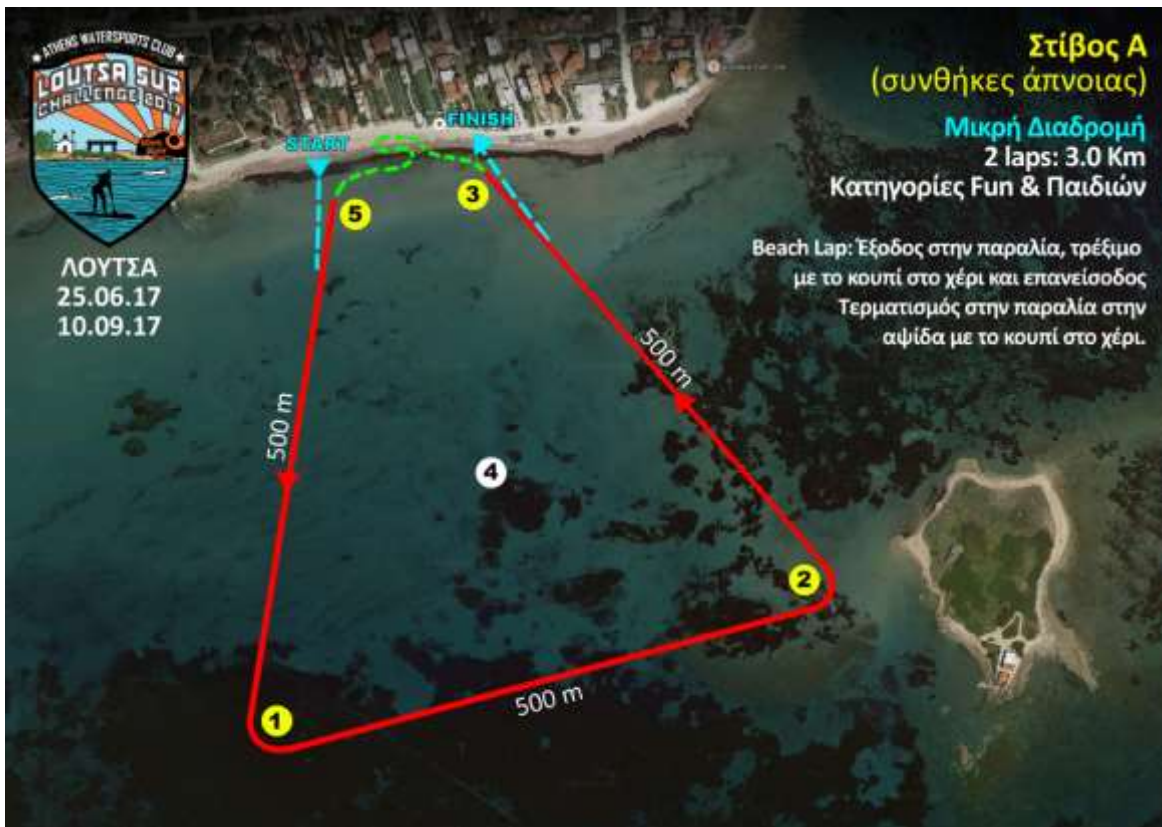 ATHENS WATERSPORTS CLUB
LOUTSA SUP
CHALLENGE 2017
ΛΟΥΤΣΑ
25.06.17
10.09.17
Στίβος Α
(συνθήκες άπνοιας)
Μικρή Διαδρομή
2 laps: 3.0 Km
Κατηγορίες Fun & Παιδιών
Beach Lap: Έξοδος στην παραλία, τρέξιμο
με το κουπί στο χέρι και επανείσοδος
Τερματισμός στην παραλία στην
αψίδα με το κουπί στο χέρι.
START
FINISH
3
5
500 m
500 m
4
2
1
500 m